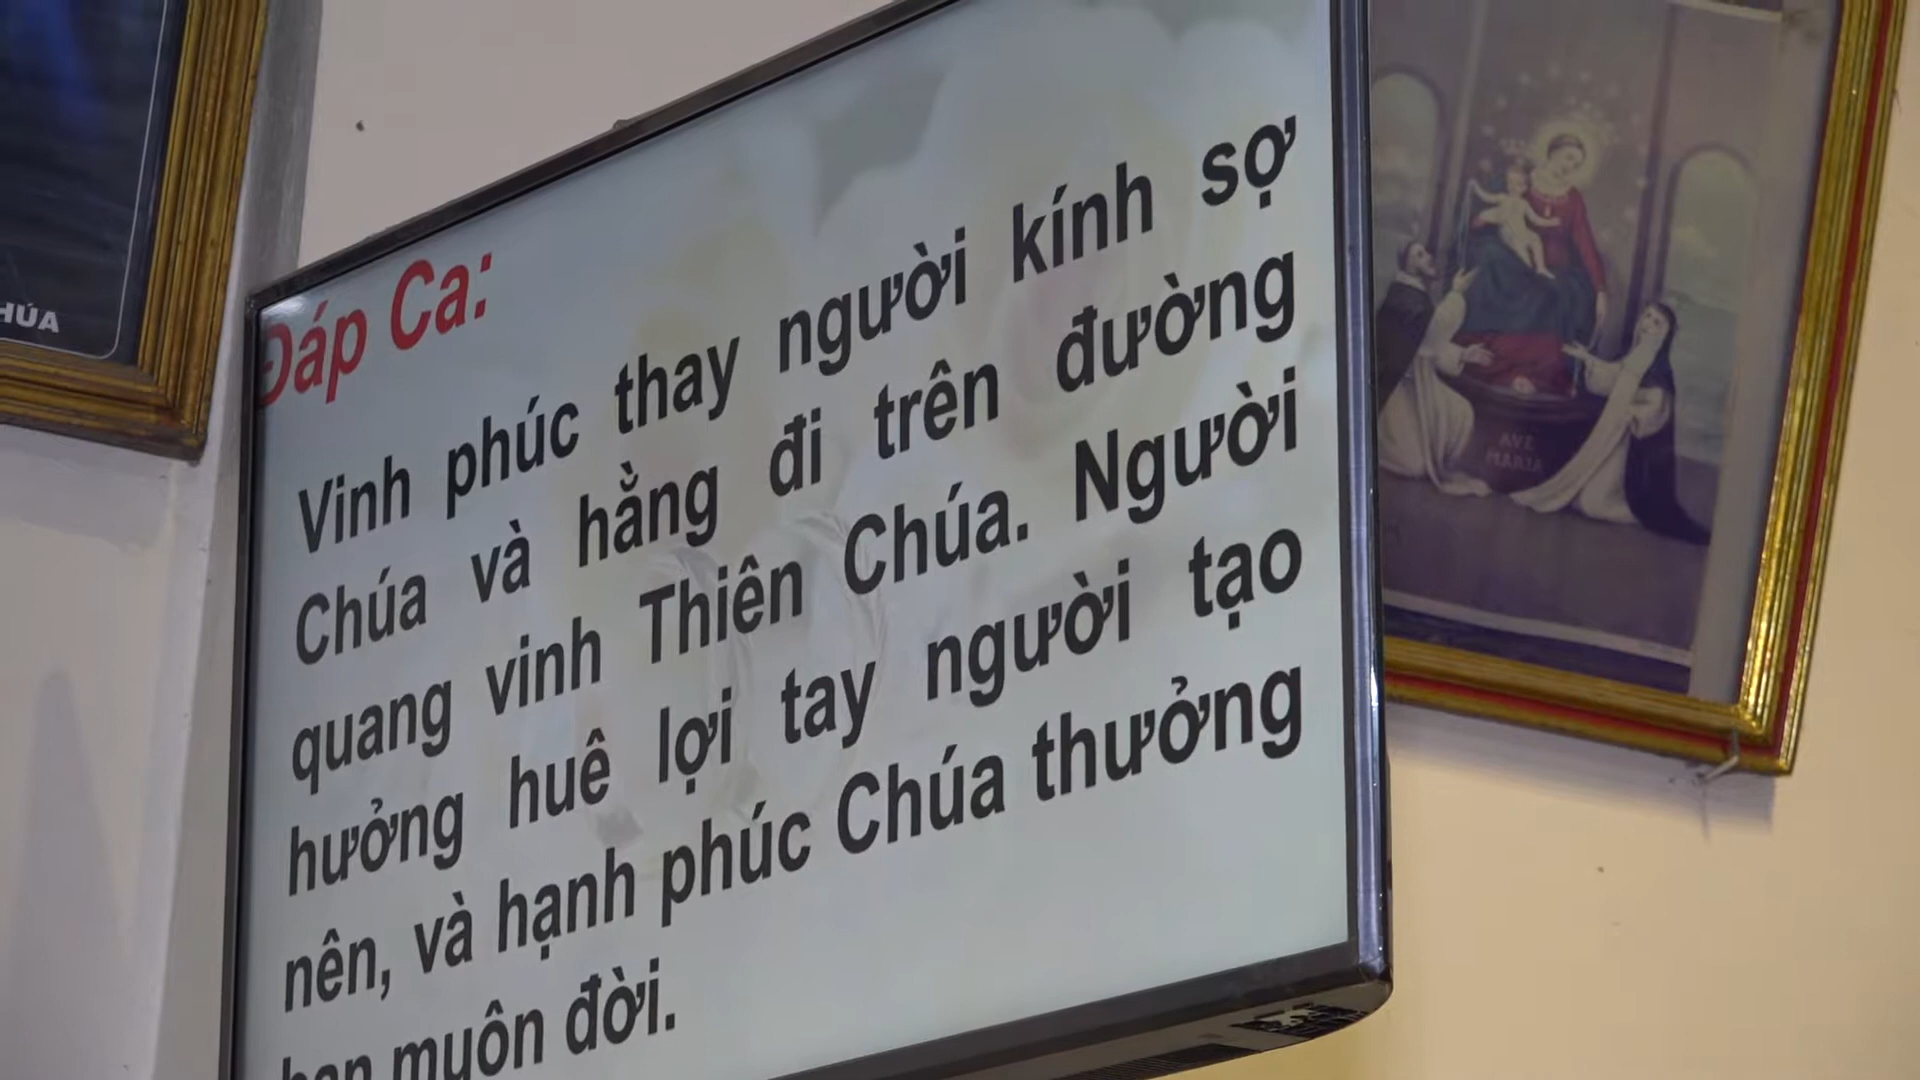 HÚA
Đáp Ca:
Vinh phúc thay người kính sợ
Chúa và hằng đi trên đường
quang vinh Thiên Chúa. Người
hưởng huê lợi tay người tạo
nên, và hạnh phúc Chúa thưởng
ban muôn đời.
AVE
MARIA